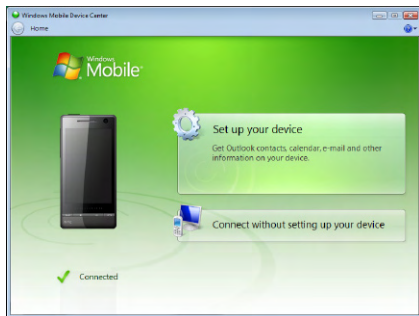 Windows Mobile Device Center
Home
Windows
Mobile
Set up your device
Get Outlook contacts, calendar, e-mail and other
information on your device.
Connect without setting up your device
Connected